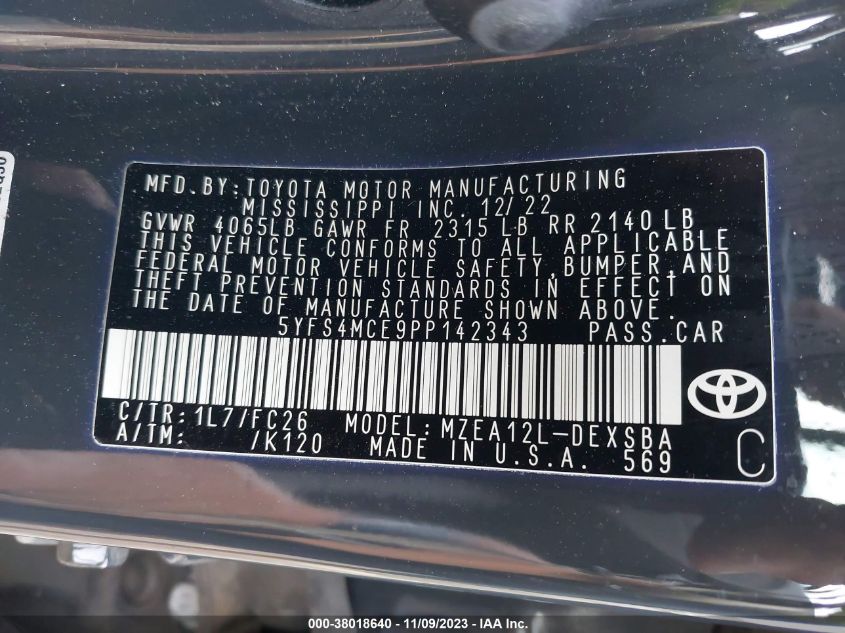 MFD.BY:TOYOTA MOTOR MANUFACTURING
MISSISSIPPI INC. 12/22
GVWR 4065LB GAWR FR 2315 LB RR 2140LB
THIS VEHICLE CONFORMS TO ALL APPLICABLE
FEDERAL MOTOR VEHICLE SAFETY,BUMPER,AND
THEFT PREVENTION STANDARDS IN EFFECT ON
THE DATE OF MANUFACTURE SHOWN ABOVE.
5YFS4MCE9PP142343 PASS.CAR
C/TR:1L7/FC26 MODEL:MZEA12L-DEXSBA
A/TM: /K120 MADE IN U.S.A. 569
C
000-38018640 - 11/09/2023 - IAA Inc.